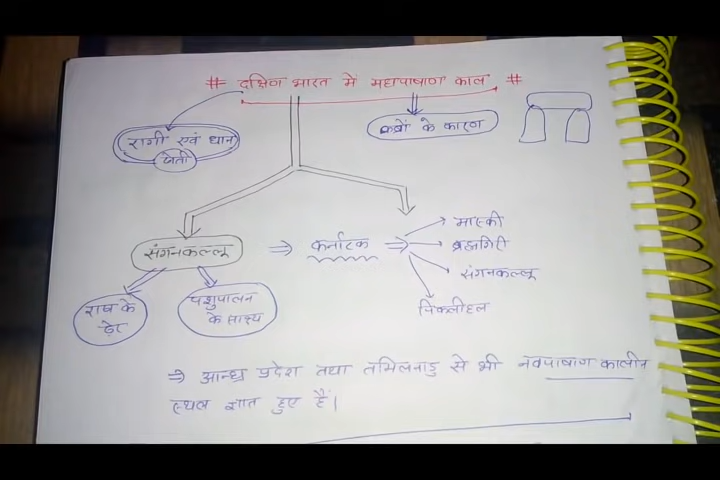 # दक्षिण भारत में महापाषाण काल #
रागी एवं धान
खेती
कब्रों के कारण
संगनकल्लू ⇒ कर्नाटक ⇒
मास्की
ब्रह्मगिरी
संगनकल्लू
पिकलीहल
राख के
ढ़ेर
पशुपालन
के साक्ष्य
⇒ आन्ध्र प्रदेश तथा तमिलनाडु से भी नवपाषाण कालीन
स्थल ज्ञात हुए हैं।